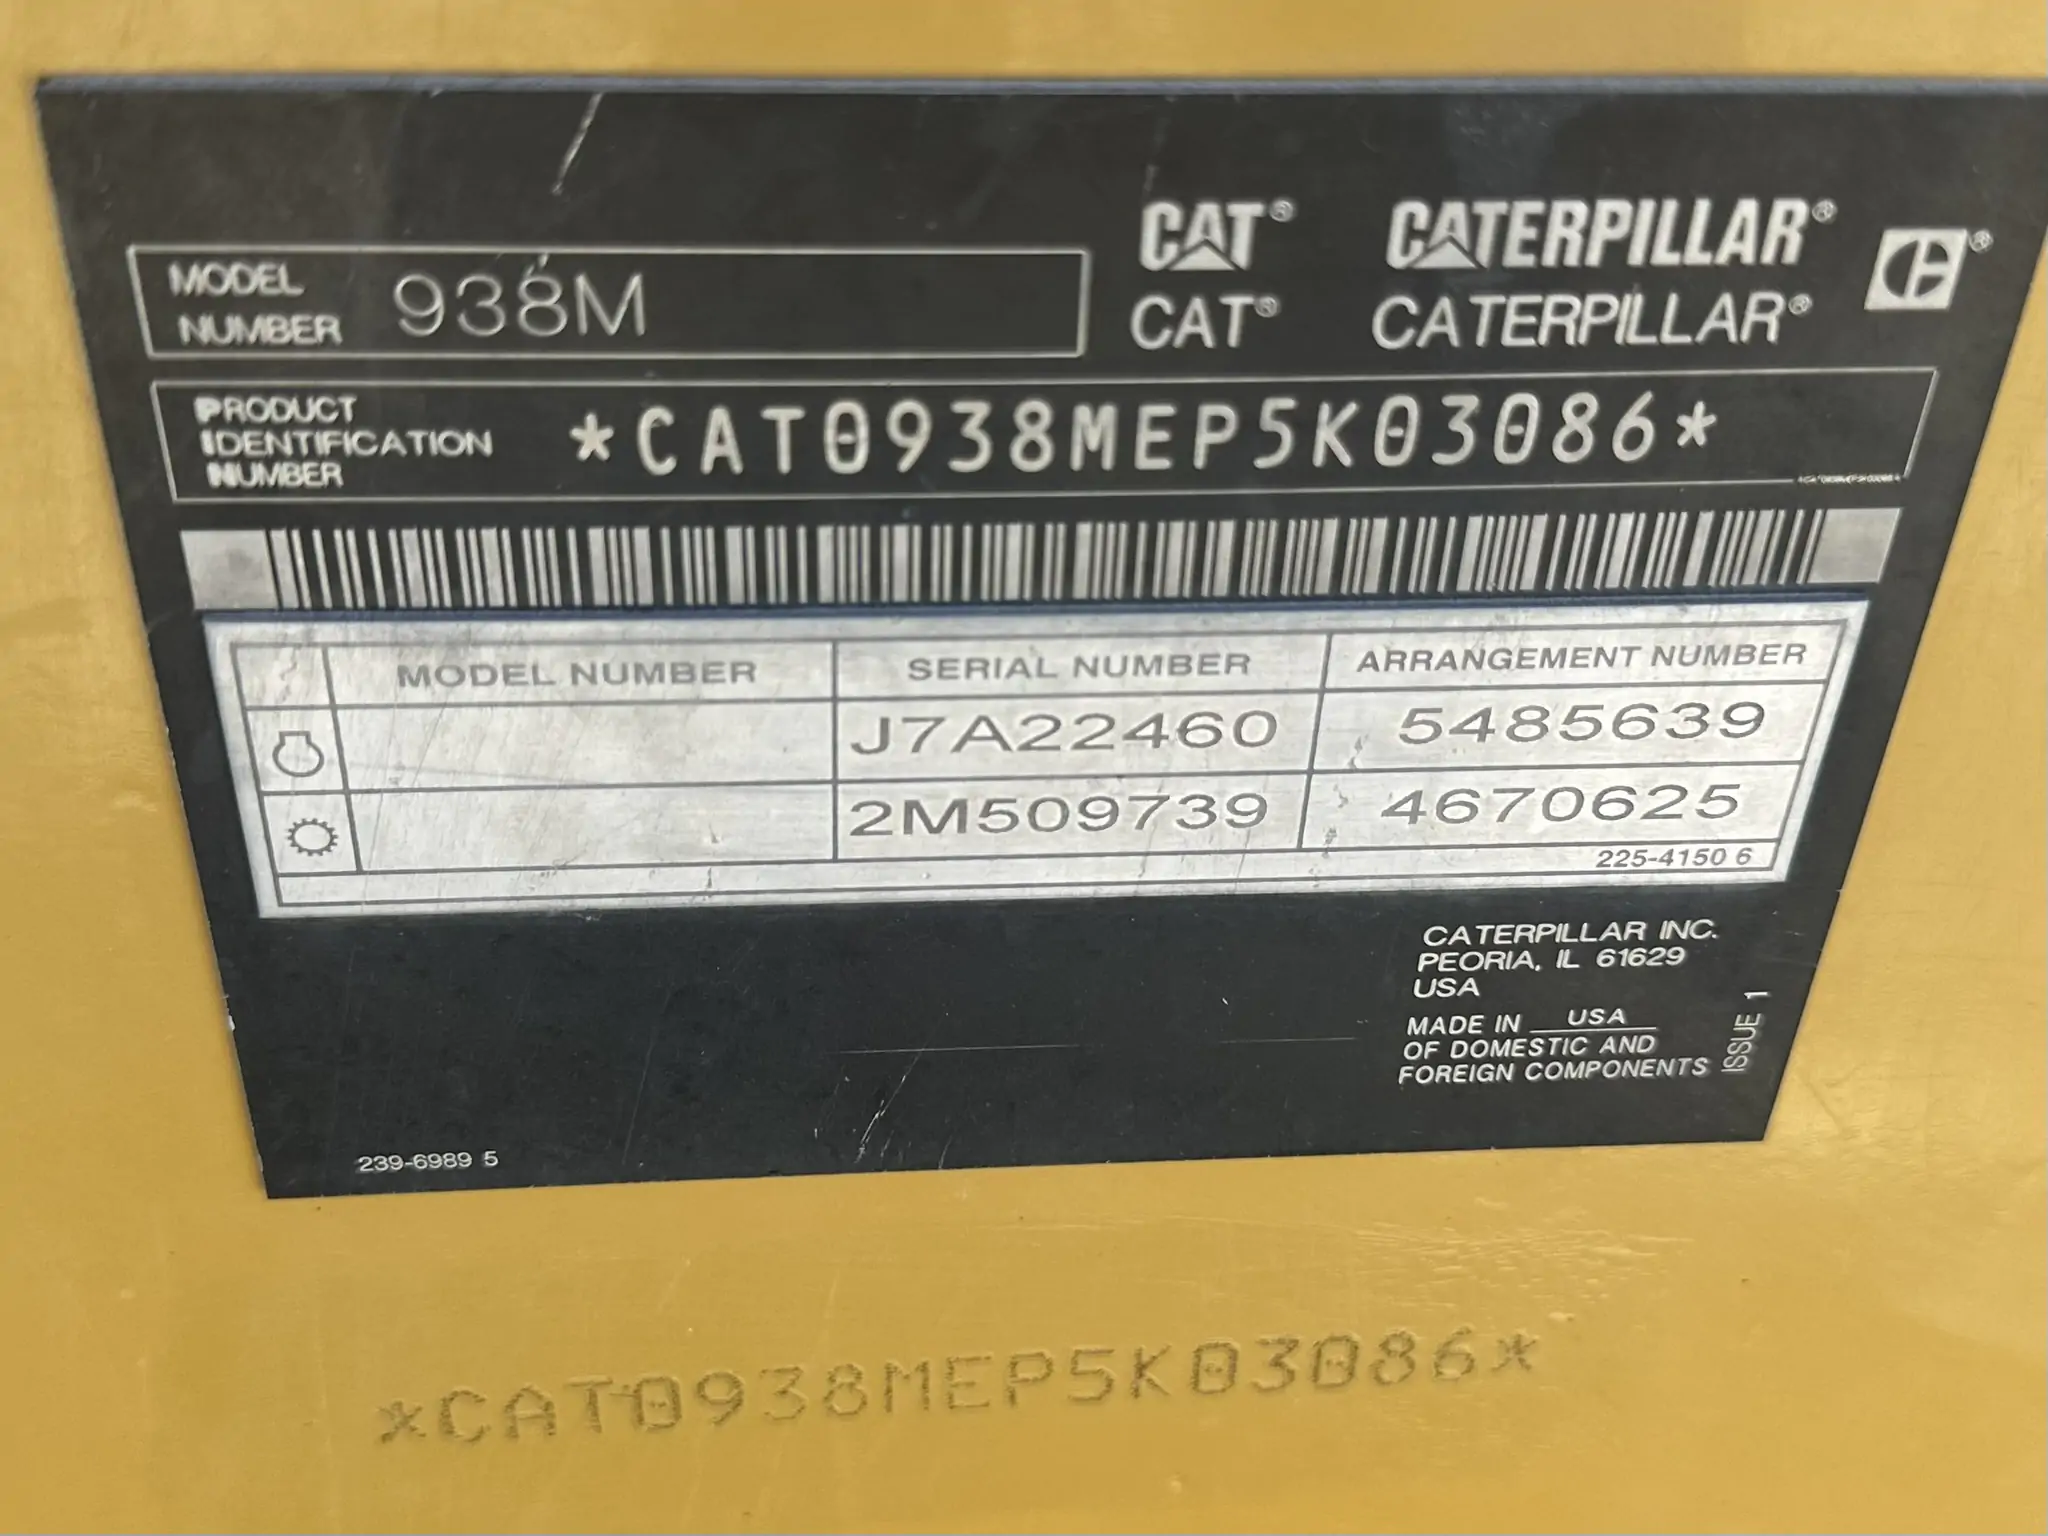 CAT® CATERPILLAR®
CAT® CATERPILLAR®
MODEL
NUMBER 938M
PRODUCT
IDENTIFICATION
NUMBER
*CAT0938MEP5K03086*
MODEL NUMBER SERIAL NUMBER ARRANGEMENT NUMBER
J7A22460 5485639
2M509739 4670625
225-4150 6
CATERPILLAR INC.
PEORIA, IL 61629
USA
MADE IN USA
OF DOMESTIC AND
FOREIGN COMPONENTS
ISSUE 1
239-6989 5
*CAT0938MEP5K03086*